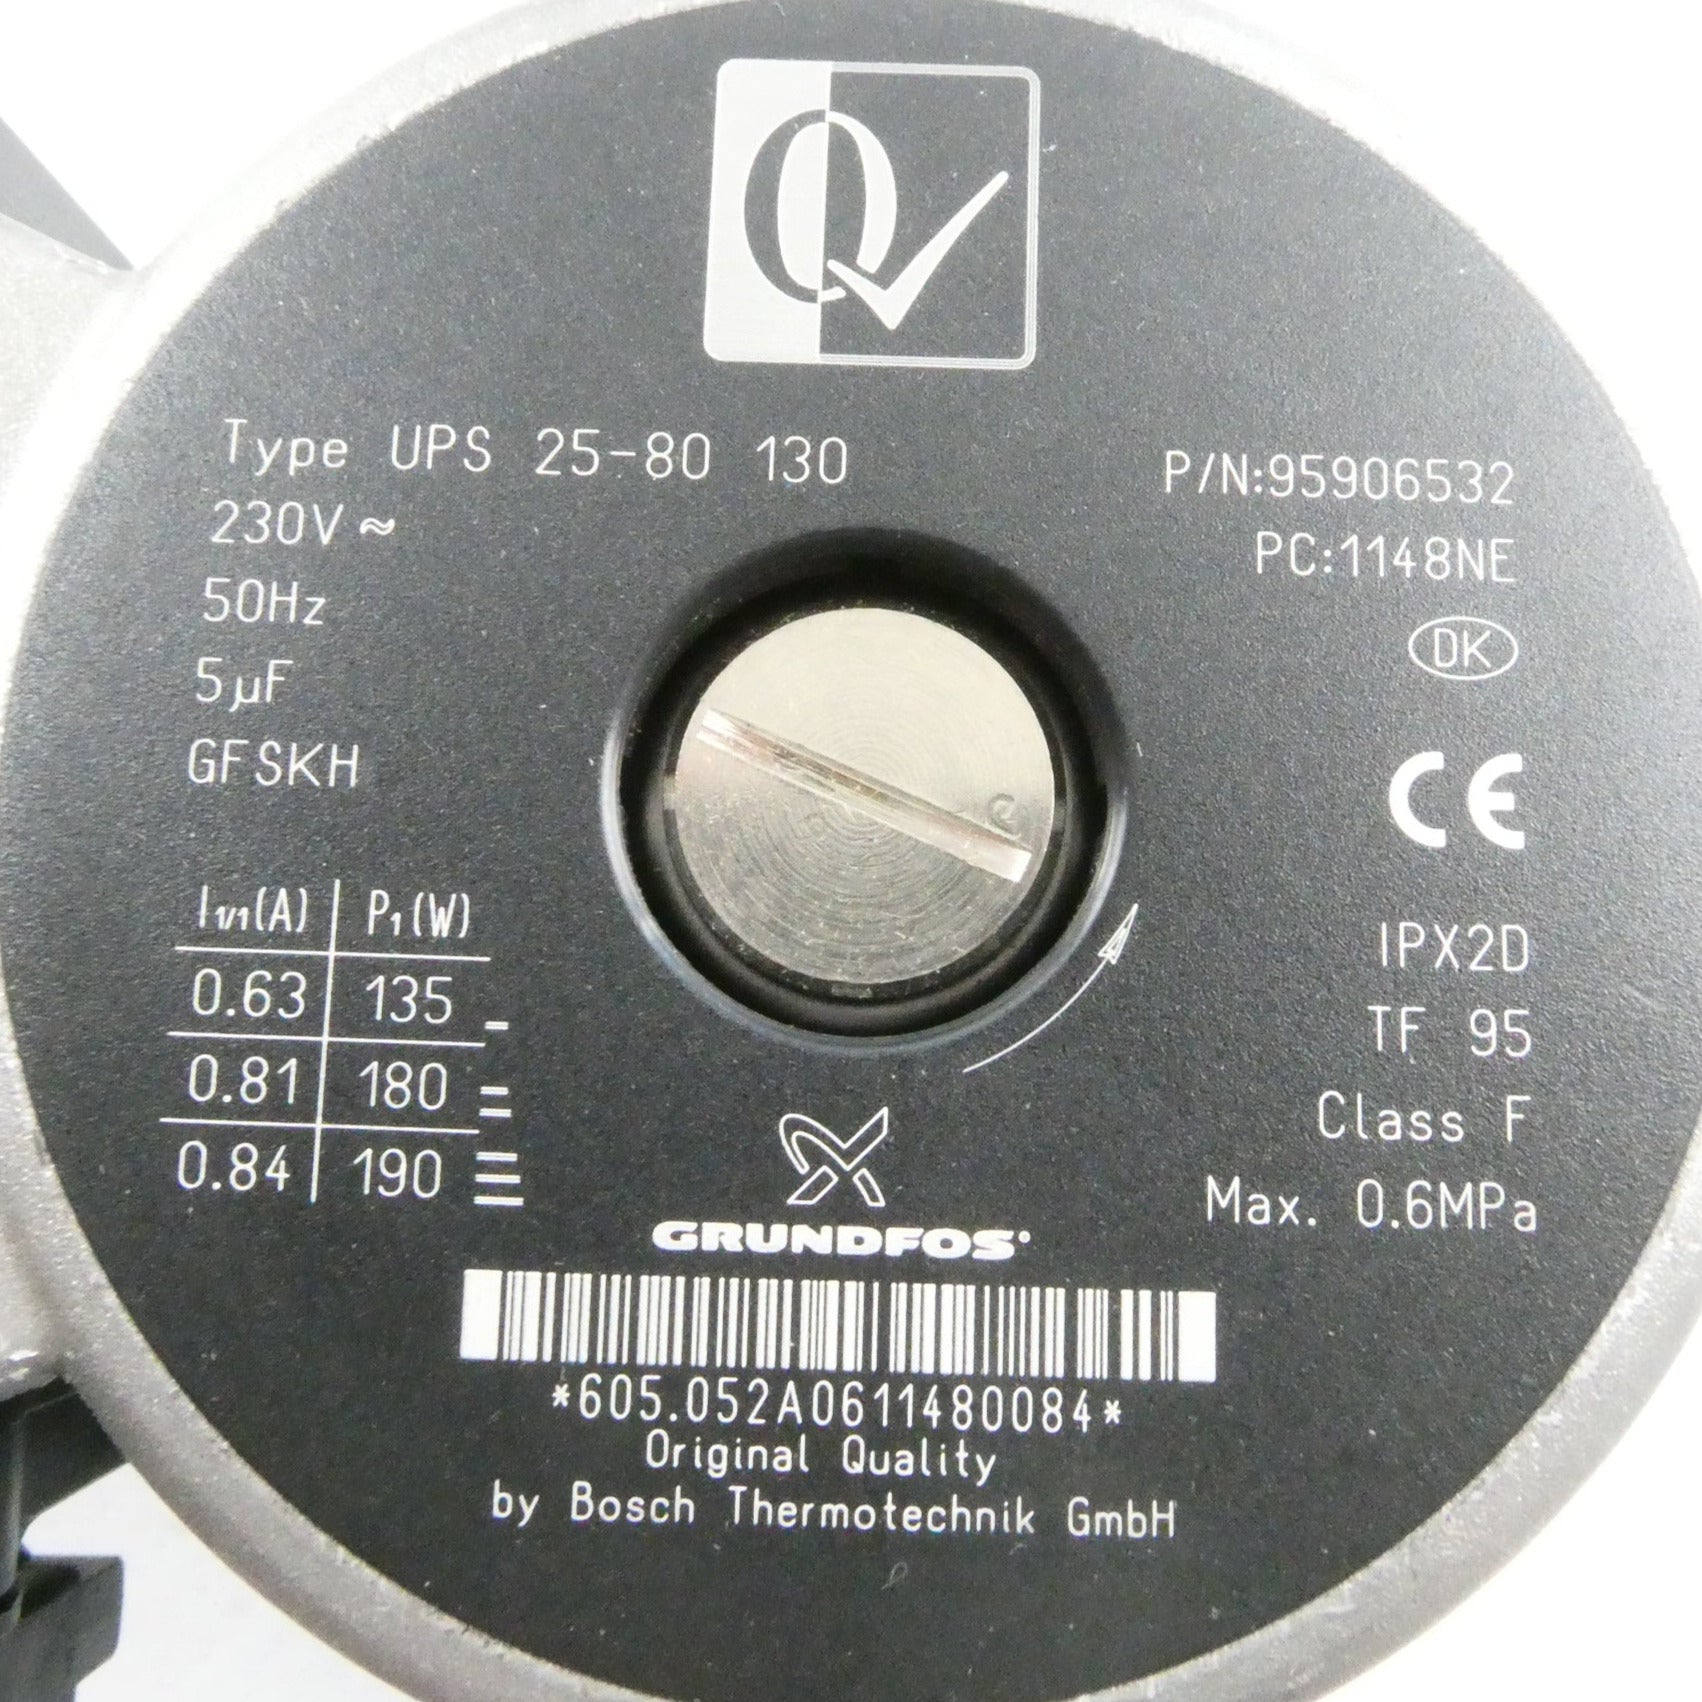 Type UPS 25-80 130
230V ≈
50Hz
5µF
GFSKH
P/N:95906532
PC:1148NE
DK
CE
IPX2D
TF 95
Class F
Max. 0.6MPa
I1/1(A) P1(W)
0.63 135
0.81 180
0.84 190
GRUNDFOS
*605.052A0611480084*
Original Quality
by Bosch Thermotechnik GmbH